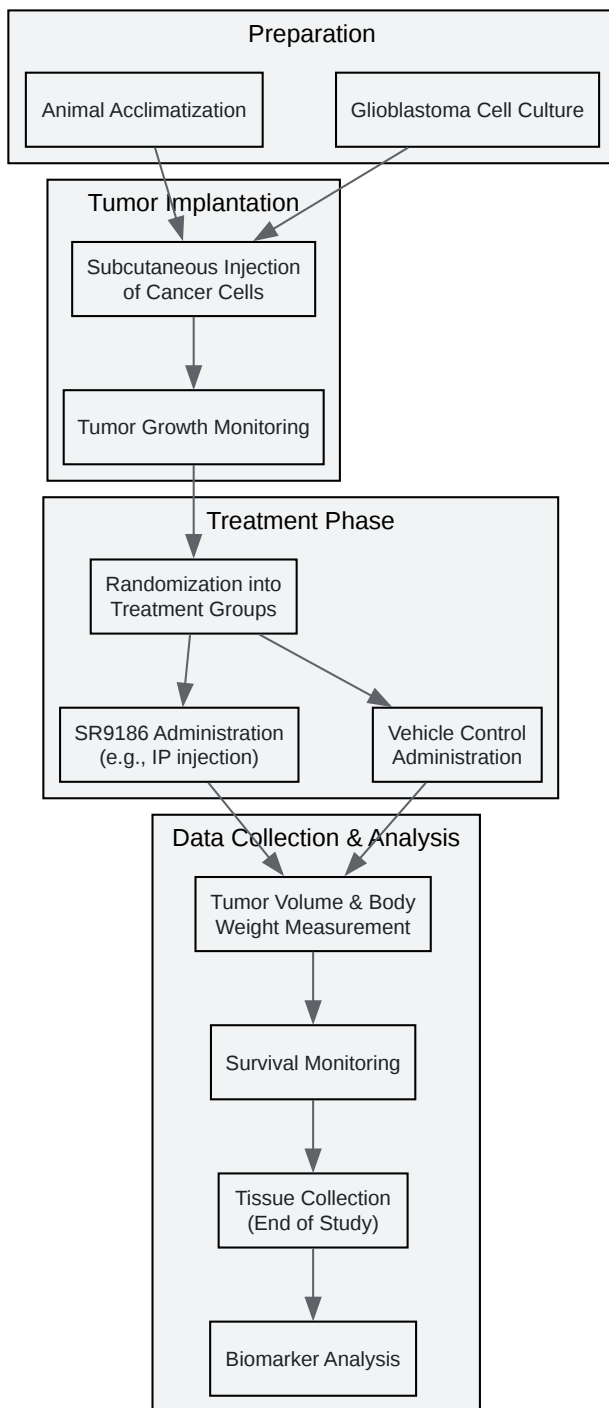 Preparation
Animal Acclimatization
Glioblastoma Cell Culture
Tumor Implantation
Subcutaneous Injection
of Cancer Cells
Tumor Growth Monitoring
Treatment Phase
Randomization into
Treatment Groups
SR9186 Administration
(e.g., IP injection)
Vehicle Control
Administration
Data Collection & Analysis
Tumor Volume & Body
Weight Measurement
Survival Monitoring
Tissue Collection
(End of Study)
Biomarker Analysis